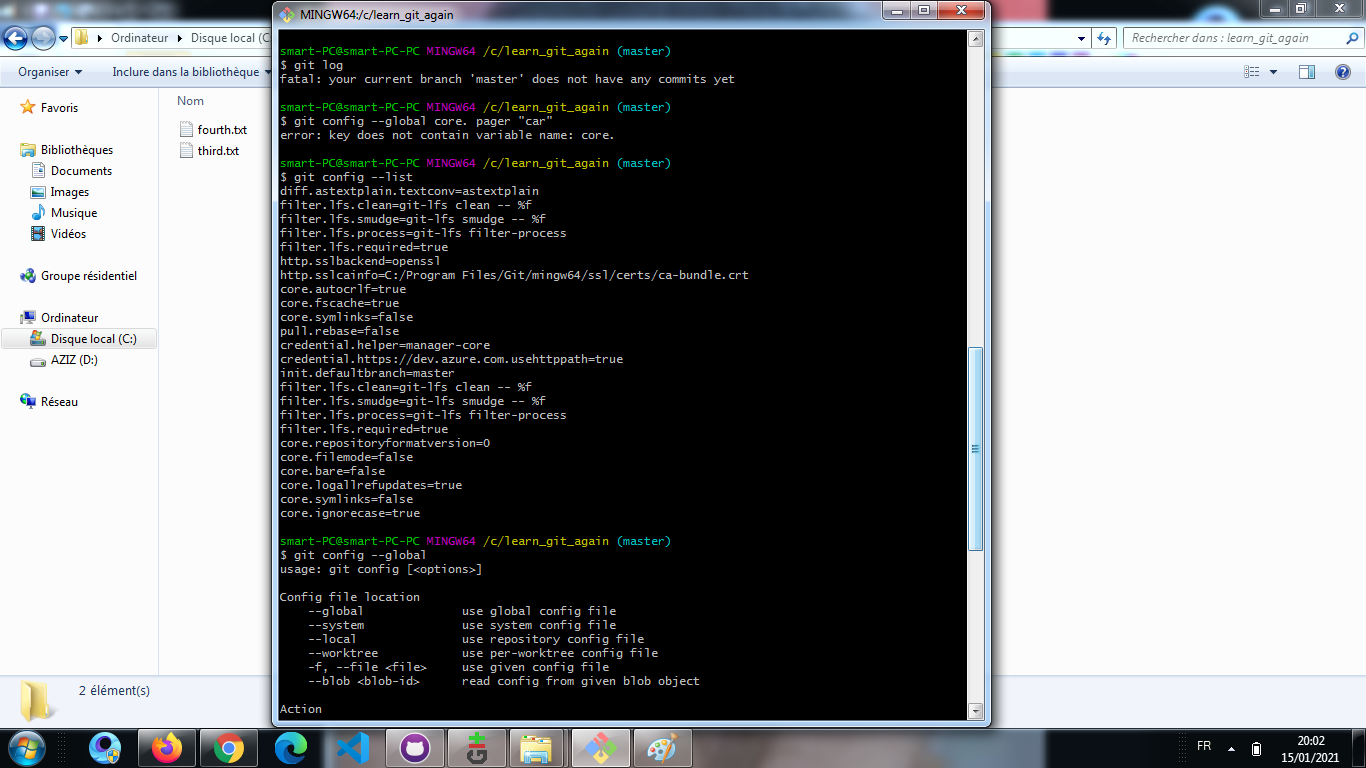 MINGW64:/c/learn_git_again
Ordinateur
Disque local (C
Rechercher dans : learn_git_again
Organiser
Inclure dans la bibliothèque
Favoris
Bibliothèques
Documents
Images
Musique
Vidéos
Groupe résidentiel
Ordinateur
Disque local (C:)
AZIZ (D:)
Réseau
Nom
fourth.txt
third.txt
2 élément(s)
smart-PC@smart-PC-PC MINGW64 /c/learn_git_again (master)
$ git log
fatal: your current branch 'master' does not have any commits yet
smart-PC@smart-PC-PC MINGW64 /c/learn_git_again (master)
$ git config --global core. pager "car"
error: key does not contain variable name: core.
smart-PC@smart-PC-PC MINGW64 /c/learn_git_again (master)
$ git config --list
diff.astextplain.textconv=astextplain
filter.lfs.clean=git-lfs clean -- %f
filter.lfs.smudge=git-lfs smudge -- %f
filter.lfs.process=git-lfs filter-process
filter.lfs.required=true
http.sslbackend=openssl
http.sslcainfo=C:/Program Files/Git/mingw64/ssl/certs/ca-bundle.crt
core.autocrlf=true
core.fscache=true
core.symlinks=false
pull.rebase=false
credential.helper=manager-core
credential.https://dev.azure.com.usehttppath=true
init.defaultbranch=master
filter.lfs.clean=git-lfs clean -- %f
filter.lfs.smudge=git-lfs smudge -- %f
filter.lfs.process=git-lfs filter-process
filter.lfs.required=true
core.repositoryformatversion=0
core.filemode=false
core.bare=false
core.logallrefupdates=true
core.symlinks=false
core.ignorecase=true
smart-PC@smart-PC-PC MINGW64 /c/learn_git_again (master)
$ git config --global
usage: git config [<options>]
Config file location
--global use global config file
--system use system config file
--local use repository config file
--worktree use per-worktree config file
-f, --file <file> use given config file
--blob <blob-id> read config from given blob object
Action
FR
20:02
15/01/2021